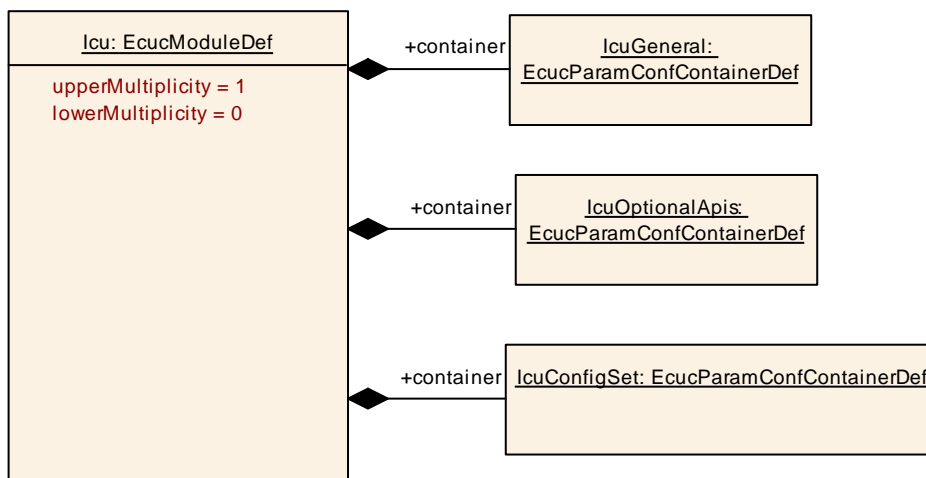 Icu: EcucModuleDef
upperMultiplicity = 1
lowerMultiplicity = 0
+container
IcuGeneral:
EcucParamConfContainerDef
+container
IcuOptionalApis:
EcucParamConfContainerDef
+container
IcuConfigSet: EcucParamConfContainerDef